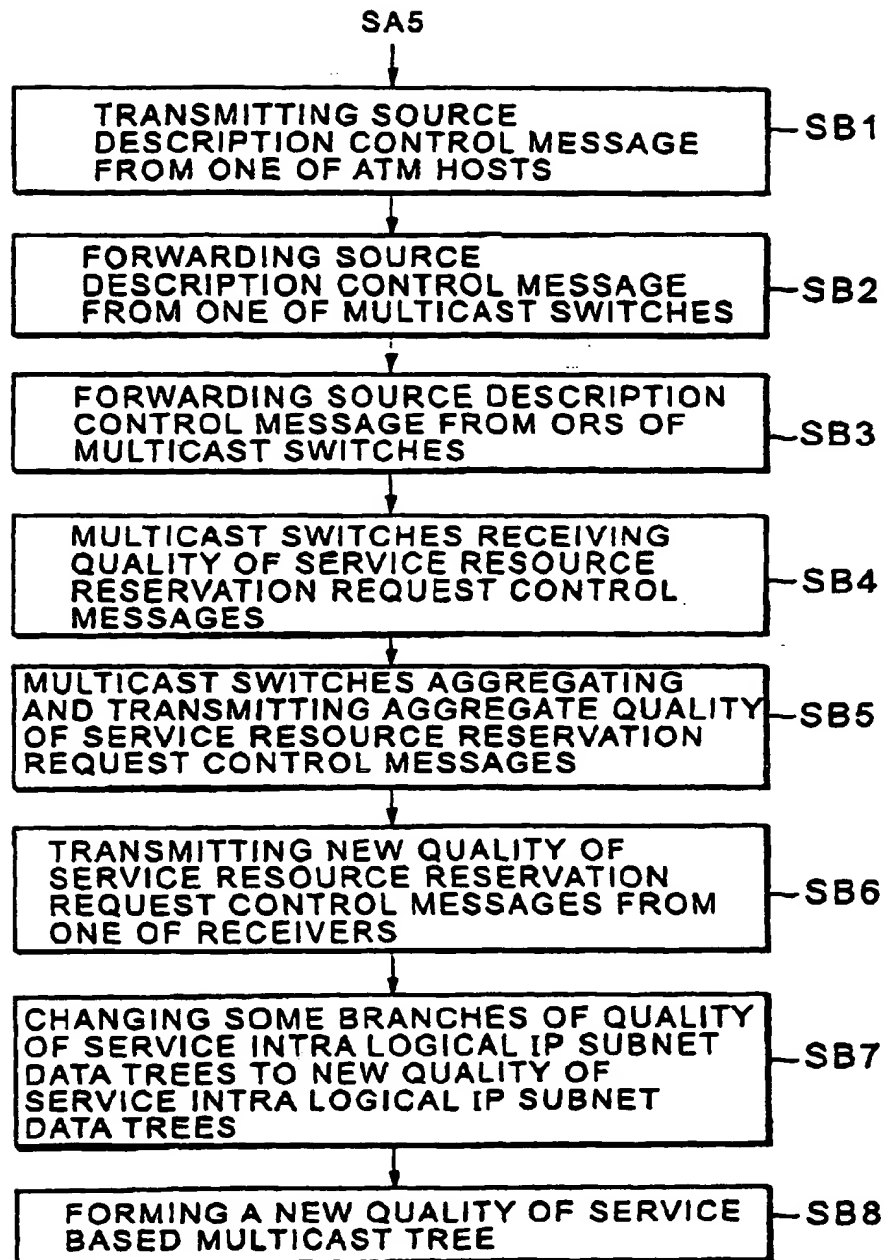 SA5
TRANSMITTING SOURCE
DESCRIPTION CONTROL MESSAGE
FROM ONE OF ATM HOSTS
SB1
FORWARDING SOURCE
DESCRIPTION CONTROL MESSAGE
FROM ONE OF MULTICAST SWITCHES
SB2
FORWARDING SOURCE DESCRIPTION
CONTROL MESSAGE FROM ORS OF
MULTICAST SWITCHES
SB3
MULTICAST SWITCHES RECEIVING
QUALITY OF SERVICE RESOURCE
RESERVATION REQUEST CONTROL
MESSAGES
SB4
MULTICAST SWITCHES AGGREGATING
AND TRANSMITTING AGGREGATE QUALITY
OF SERVICE RESOURCE RESERVATION
REQUEST CONTROL MESSAGES
SB5
TRANSMITTING NEW QUALITY OF
SERVICE RESOURCE RESERVATION
REQUEST CONTROL MESSAGES FROM
ONE OF RECEIVERS
SB6
CHANGING SOME BRANCHES OF QUALITY
OF SERVICE INTRA LOGICAL IP SUBNET
DATA TREES TO NEW QUALITY OF
SERVICE INTRA LOGICAL IP SUBNET
DATA TREES
SB7
FORMING A NEW QUALITY OF SERVICE
BASED MULTICAST TREE
SB8